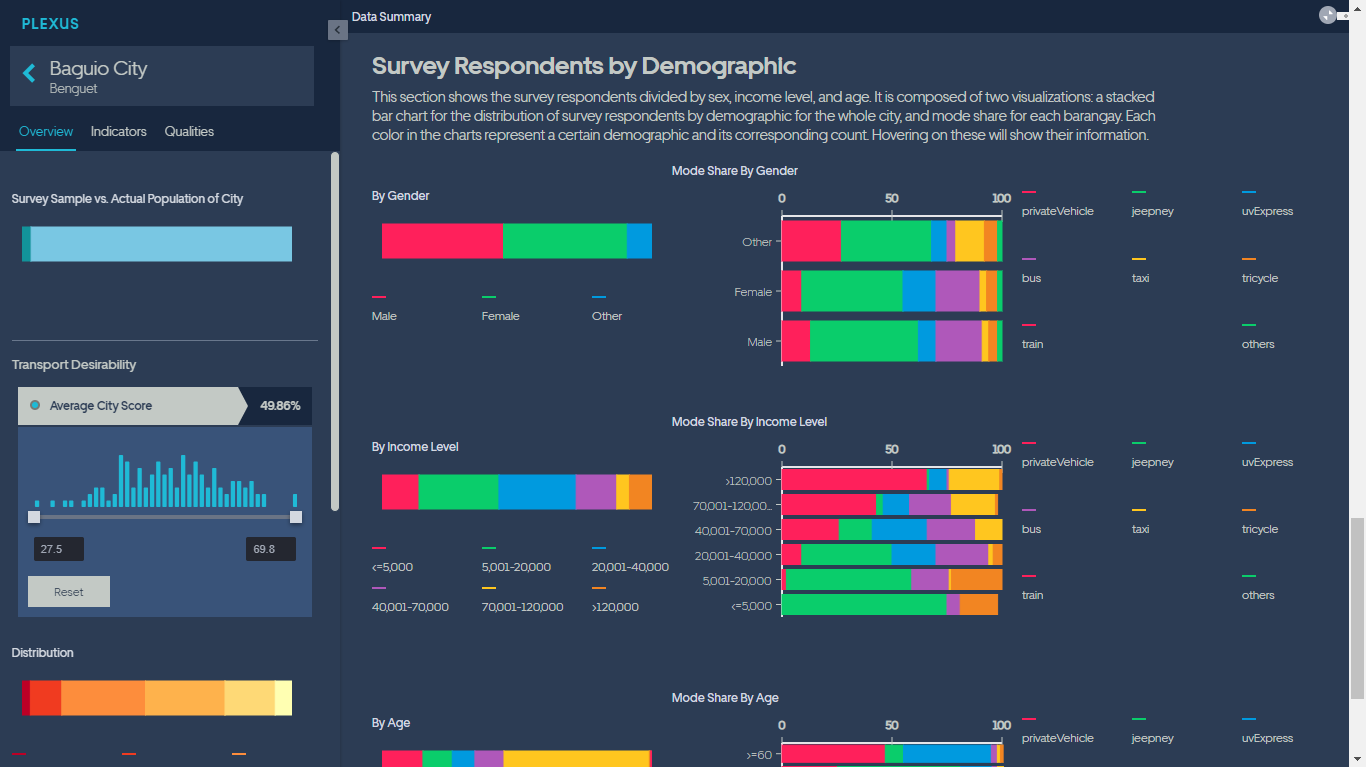 PLEXUS
Baguio City
Benguet
Overview Indicators Qualities
Survey Sample vs. Actual Population of City
Transport Desirability
Average City Score 49.86%
27.5 69.8
Reset
Distribution
Data Summary
Survey Respondents by Demographic
This section shows the survey respondents divided by sex, income level, and age. It is composed of two visualizations: a stacked
bar chart for the distribution of survey respondents by demographic for the whole city, and mode share for each barangay. Each
color in the charts represent a certain demographic and its corresponding count. Hovering on these will show their information.
By Gender
Male Female Other
Mode Share By Gender
0 50 100
Other
Female
Male
privateVehicle jeepney uvExpress
bus taxi tricycle
train others
By Income Level
<=5,000 5,001-20,000 20,001-40,000
40,001-70,000 70,001-120,000 >120,000
Mode Share By Income Level
0 50 100
>120,000
70,001-120,00...
40,001-70,000
20,001-40,000
5,001-20,000
<=5,000
privateVehicle jeepney uvExpress
bus taxi tricycle
train others
By Age
Mode Share By Age
0 50 100
>=60
privateVehicle jeepney uvExpress